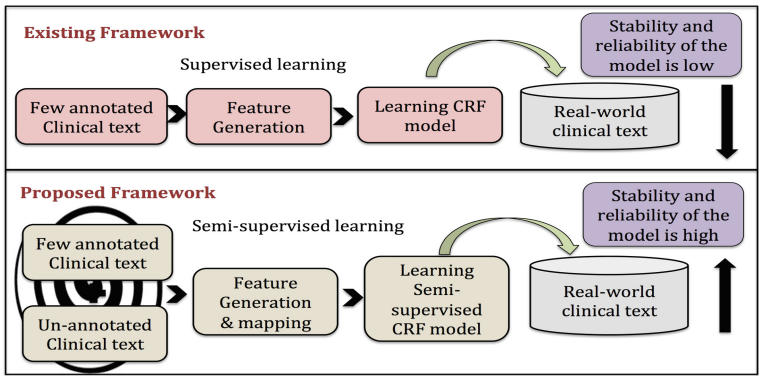 Existing Framework
Supervised learning
Few annotated
Clinical text
Feature
Generation
Learning CRF
model
Real-world
clinical text
Stability and
reliability of the
model is low
Proposed Framework
Semi-supervised learning
Few annotated
Clinical text
Un-annotated
Clinical text
Feature
Generation
& mapping
Learning
Semi-
supervised
CRF model
Real-world
clinical text
Stability and
reliability of the
model is high